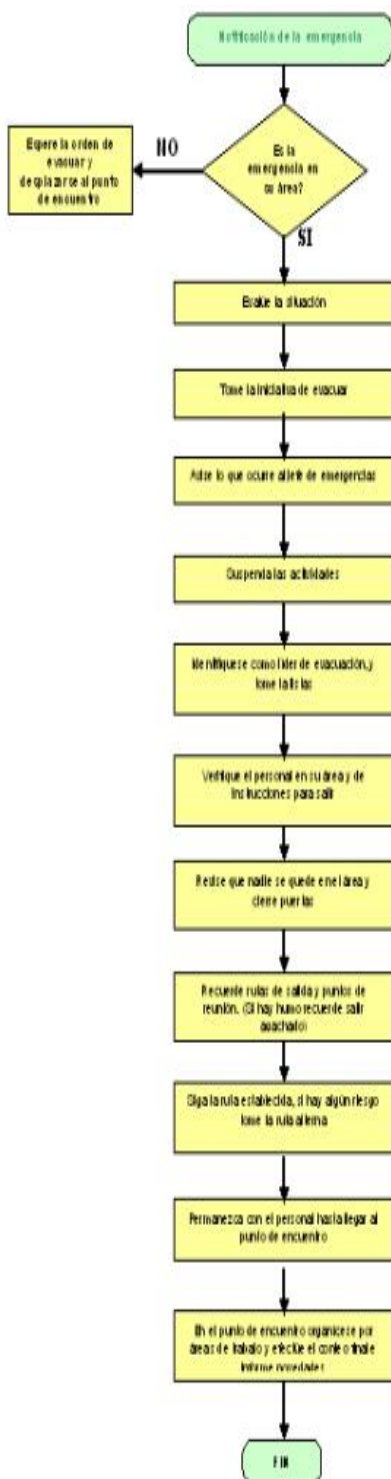 Notificación de la emergencia
Es la
emergencia en
su área?
NO
Espere la orden de
evacuar y
desplazarse al punto
de encuentro
SI
Evalúe la situación
Tome la iniciativa de evacuar
Avise lo que ocurre al jefe de emergencias
Suspenda las actividades
Identifíquese como líder de evacuación, y
tome la listas
Verifique el personal en su área y de
instrucciones para salir
Revise que nadie se quede en el área y
cierre puertas
Recuerde rutas de salida y puntos de
reunión. (Si hay humo recuerde salir
agachado)
Siga la ruta establecida, si hay algún riesgo
tome la ruta alterna
Permanezca con el personal hasta llegar al
punto de encuentro
En el punto de encuentro organícese por
áreas de trabajo y efectúe el conteo final e
informe novedades
FIN